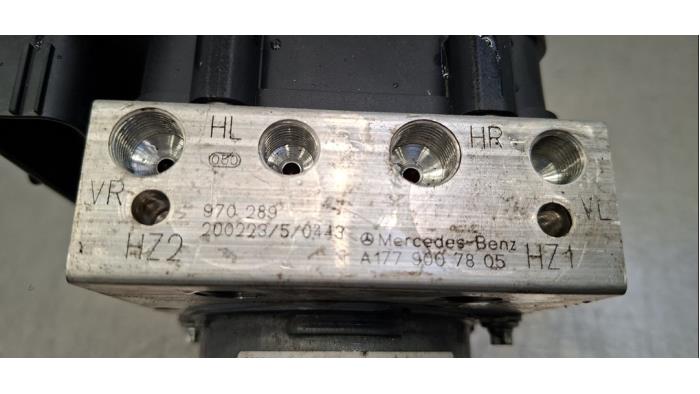 HL
HR
VR
VL
970 289
200223/5/0443
Mercedes-Benz
HZ2
A177 900 78 05
HZ1